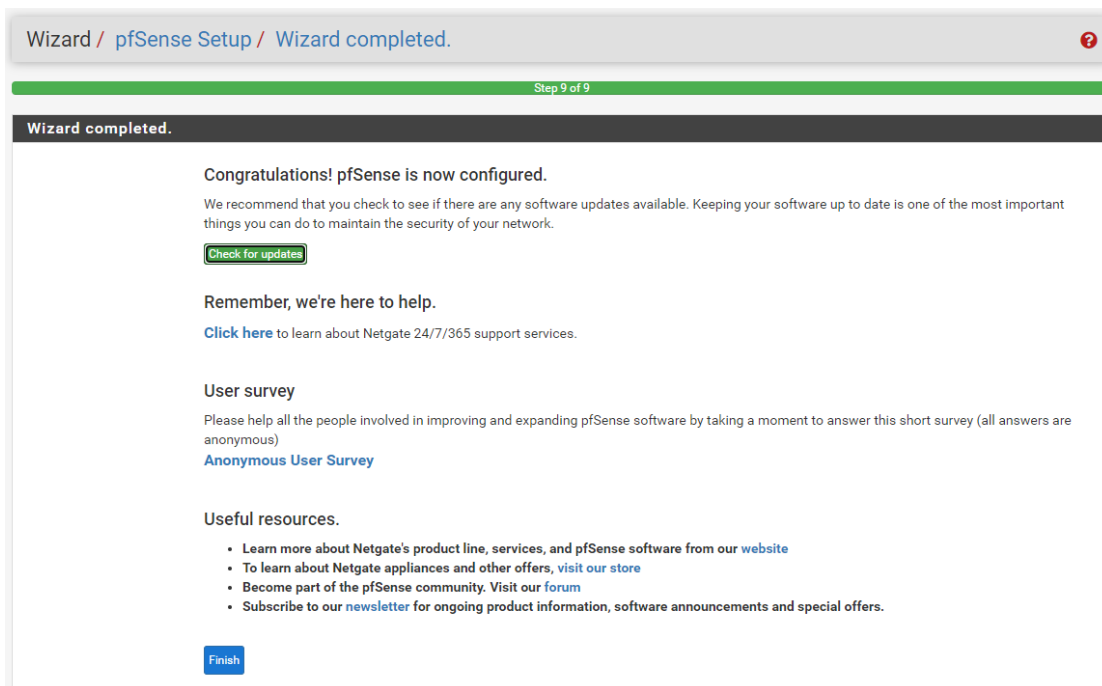 Wizard / pfSense Setup / Wizard completed.
Step 9 of 9
Wizard completed.
Congratulations! pfSense is now configured.
We recommend that you check to see if there are any software updates available. Keeping your software up to date is one of the most important
things you can do to maintain the security of your network.
Check for updates
Remember, we're here to help.
Click here to learn about Netgate 24/7/365 support services.
User survey
Please help all the people involved in improving and expanding pfSense software by taking a moment to answer this short survey (all answers are
anonymous)
Anonymous User Survey
Useful resources.
• Learn more about Netgate's product line, services, and pfSense software from our website
• To learn about Netgate appliances and other offers, visit our store
• Become part of the pfSense community. Visit our forum
• Subscribe to our newsletter for ongoing product information, software announcements and special offers.
Finish